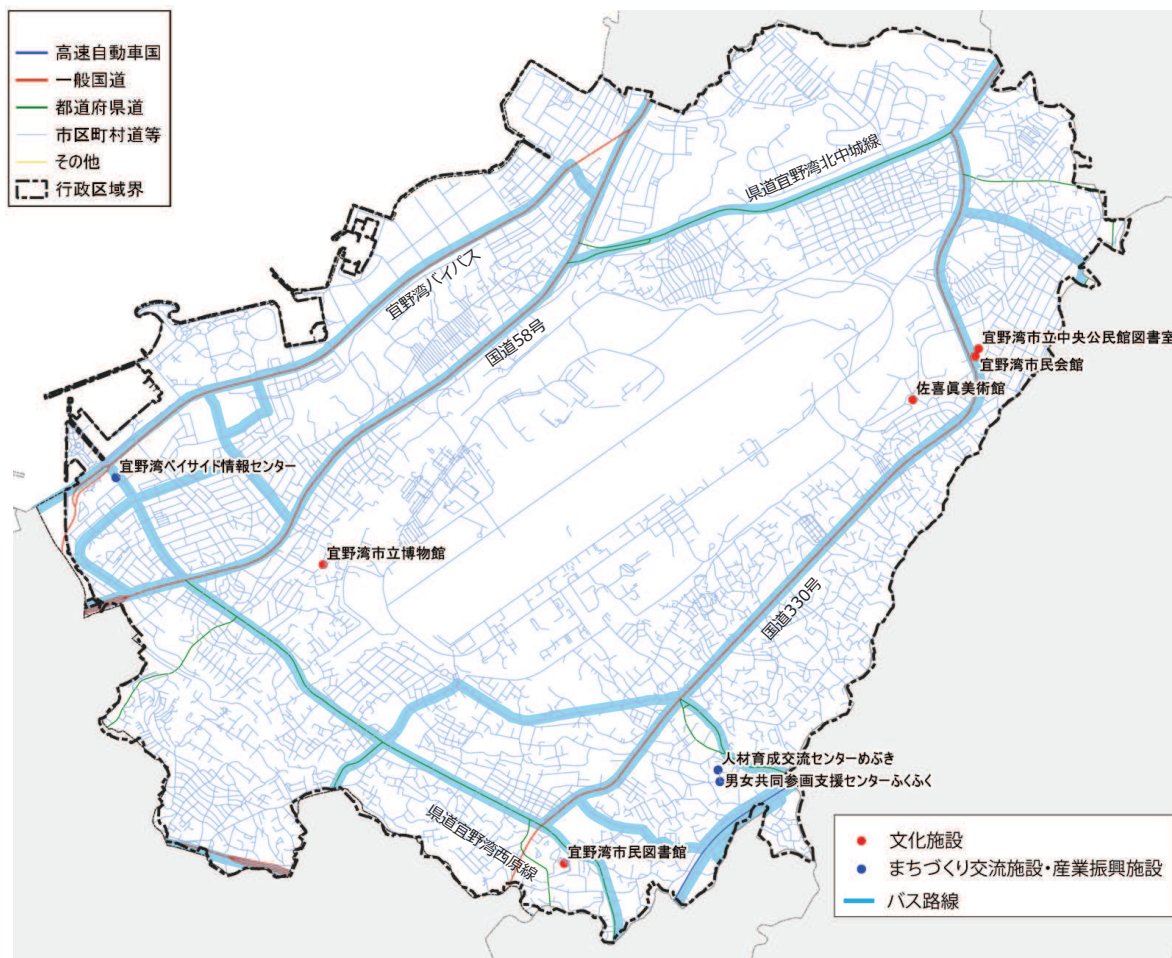 高速自動車国
一般国道
都道府県道
市区町村道等
その他
行政区域界
県道宜野湾北中城線
宜野湾バイパス
国道58号
宜野湾市立中央公民館図書室
宜野湾市民会館
佐喜眞美術館
宜野湾ベイサイド情報センター
宜野湾市立博物館
国道330号
人材育成交流センターめぶき
男女共同参画支援センターふくふく
県道宜野湾西原線
宜野湾市民図書館
文化施設
まちづくり交流施設・産業振興施設
バス路線